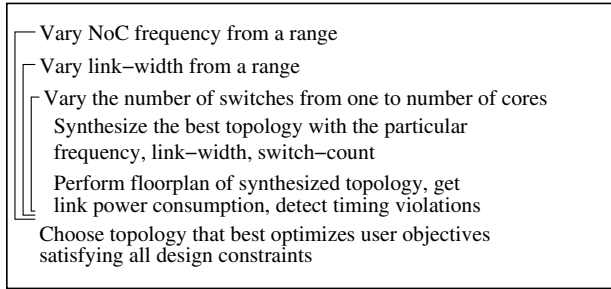 Vary NoC frequency from a range
Vary link−width from a range
Vary the number of switches from one to number of cores
Synthesize the best topology with the particular
frequency, link−width, switch−count
Perform floorplan of synthesized topology, get
link power consumption, detect timing violations
Choose topology that best optimizes user objectives
satisfying all design constraints